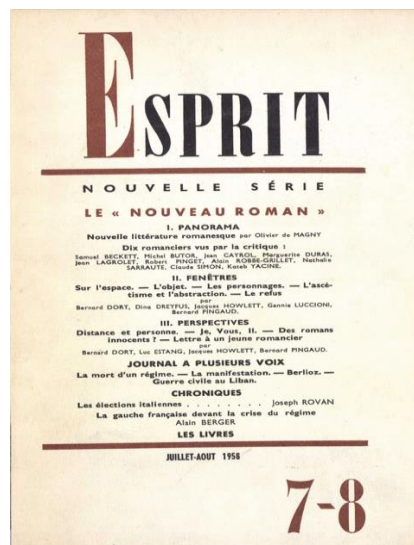 ESPRIT
NOUVELLE SÉRIE
LE « NOUVEAU ROMAN »
I. PANORAMA
Nouvelle littérature romanesque par Olivier de MAGNY
Dix romanciers vus par la critique :
Samuel BECKETT, Michel BUTOR, Jean CAYROL, Marguerite DURAS,
Jean LAGROLET, Robert PINGET, Alain ROBBE-GRILLET, Nathalie
SARRAUTE, Claude SIMON, Kateb YACINE.
II. FENÊTRES
Sur l'espace. — L'objet. — Les personnages. — L'ascé-
tisme et l'abstraction. — Le refus
par
Bernard DORT, Dina DREYFUS, Jacques HOWLETT, Gennie LUCCIONI,
Bernard PINGAUD.
III. PERSPECTIVES
Distance et personne. — Je, Vous, Il. — Des romans
innocents ? — Lettre à un jeune romancier
par
Bernard DORT, Luc ESTANG, Jacques HOWLETT, Bernard PINGAUD.
JOURNAL A PLUSIEURS VOIX
La mort d'un régime. — La manifestation. — Berlioz. —
Guerre civile au Liban.
CHRONIQUES
Les élections italiennes . . . . . . . . Joseph ROVAN
La gauche française devant la crise du régime
Alain BERGER
LES LIVRES
JUILLET-AOUT 1958
7-8